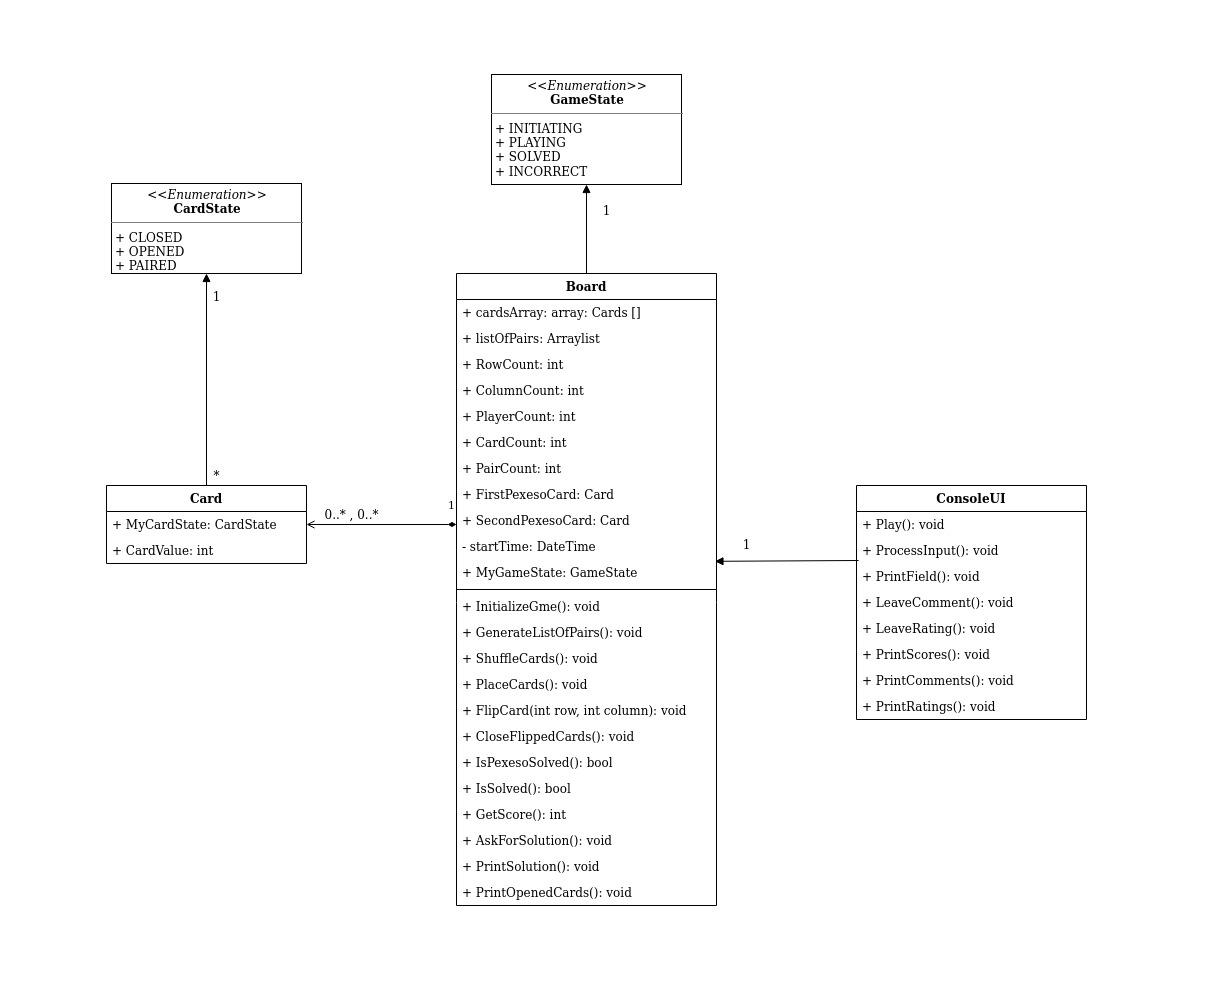 <<Enumeration>>
GameState
+ INITIATING
+ PLAYING
+ SOLVED
+ INCORRECT
1
<<Enumeration>>
CardState
+ CLOSED
+ OPENED
+ PAIRED
1
*
Card
+ MyCardState: CardState
+ CardValue: int
0..* , 0..*
1
Board
+ cardsArray: array: Cards []
+ listOfPairs: Arraylist
+ RowCount: int
+ ColumnCount: int
+ PlayerCount: int
+ CardCount: int
+ PairCount: int
+ FirstPexesoCard: Card
+ SecondPexesoCard: Card
- startTime: DateTime
+ MyGameState: GameState
+ InitializeGme(): void
+ GenerateListOfPairs(): void
+ ShuffleCards(): void
+ PlaceCards(): void
+ FlipCard(int row, int column): void
+ CloseFlippedCards(): void
+ IsPexesoSolved(): bool
+ IsSolved(): bool
+ GetScore(): int
+ AskForSolution(): void
+ PrintSolution(): void
+ PrintOpenedCards(): void
1
ConsoleUI
+ Play(): void
+ ProcessInput(): void
+ PrintField(): void
+ LeaveComment(): void
+ LeaveRating(): void
+ PrintScores(): void
+ PrintComments(): void
+ PrintRatings(): void